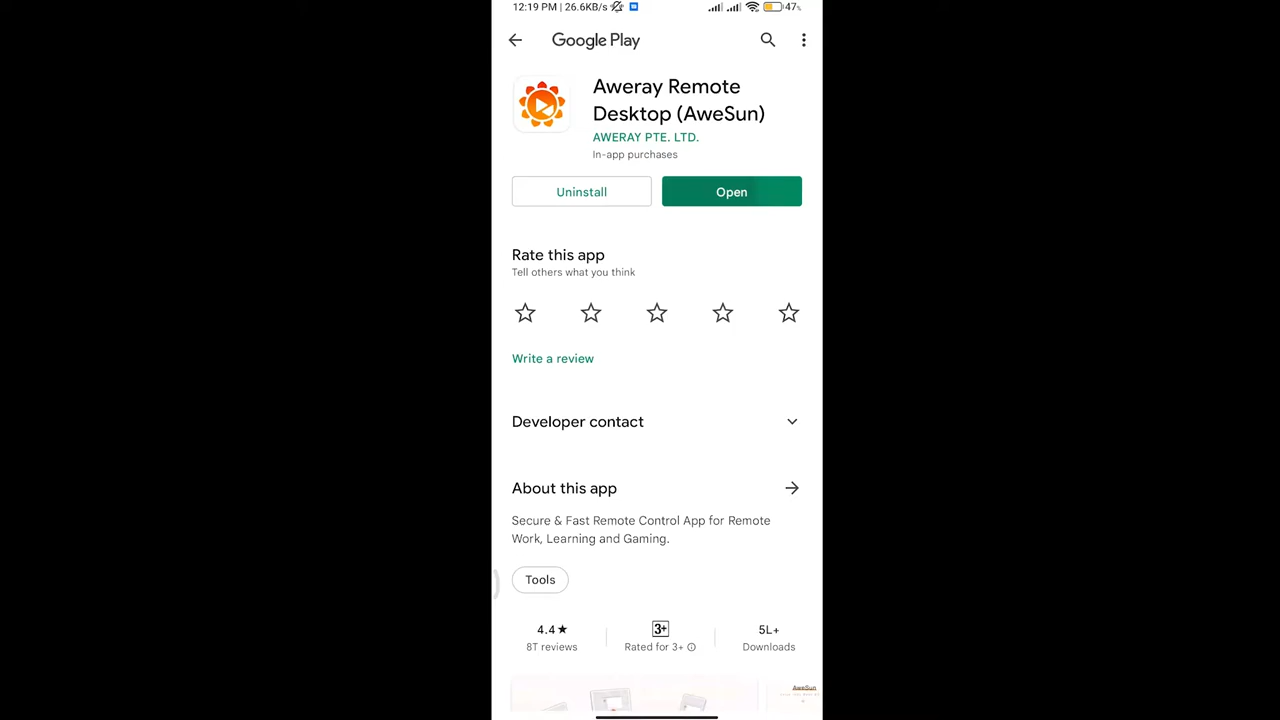 12:19 PM | 26.6KB/s 47%
Google Play
Aweray Remote
Desktop (AweSun)
AWERAY PTE. LTD.
In-app purchases
Uninstall
Open
Rate this app
Tell others what you think
Write a review
Developer contact
About this app
Secure & Fast Remote Control App for Remote
Work, Learning and Gaming.
Tools
4.4★ 3+ 5L+
8T reviews Rated for 3+ Downloads
AweSun